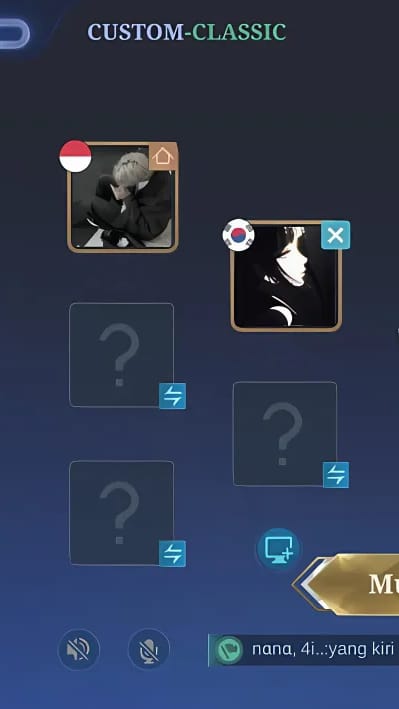 CUSTOM-CLASSIC
?
? ?
?
Mu
nana, 4i..:yang kiri